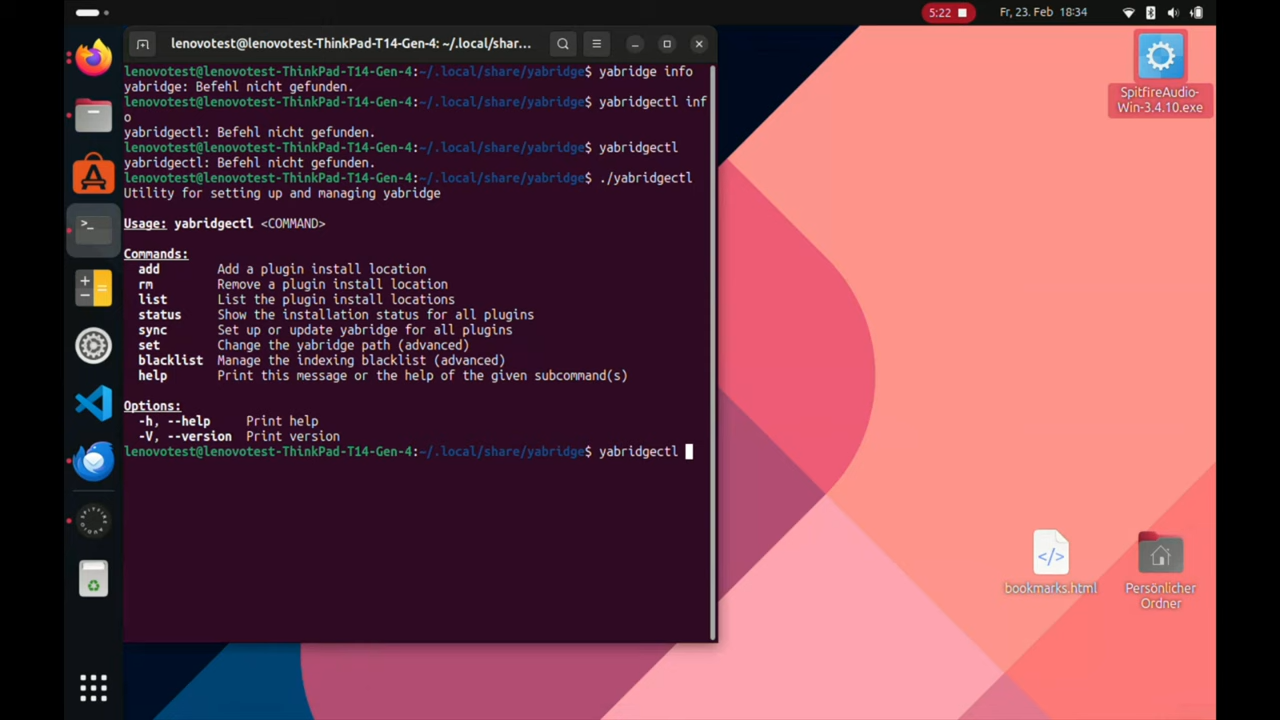 5:22
Fr, 23. Feb 18:34
lenovotest@lenovotest-ThinkPad-T14-Gen-4: ~/.local/shar...
lenovotest@lenovotest-ThinkPad-T14-Gen-4:~/.local/share/yabridge$ yabridge info
yabridge: Befehl nicht gefunden.
lenovotest@lenovotest-ThinkPad-T14-Gen-4:~/.local/share/yabridge$ yabridgectl inf
o
yabridgectl: Befehl nicht gefunden.
lenovotest@lenovotest-ThinkPad-T14-Gen-4:~/.local/share/yabridge$ yabridgectl
yabridgectl: Befehl nicht gefunden.
lenovotest@lenovotest-ThinkPad-T14-Gen-4:~/.local/share/yabridge$ ./yabridgectl
Utility for setting up and managing yabridge
Usage: yabridgectl <COMMAND>
Commands:
add Add a plugin install location
rm Remove a plugin install location
list List the plugin install locations
status Show the installation status for all plugins
sync Set up or update yabridge for all plugins
set Change the yabridge path (advanced)
blacklist Manage the indexing blacklist (advanced)
help Print this message or the help of the given subcommand(s)
Options:
-h, --help Print help
-V, --version Print version
lenovotest@lenovotest-ThinkPad-T14-Gen-4:~/.local/share/yabridge$ yabridgectl
SpitfireAudio-
Win-3.4.10.exe
bookmarks.html
Persönlicher
Ordner